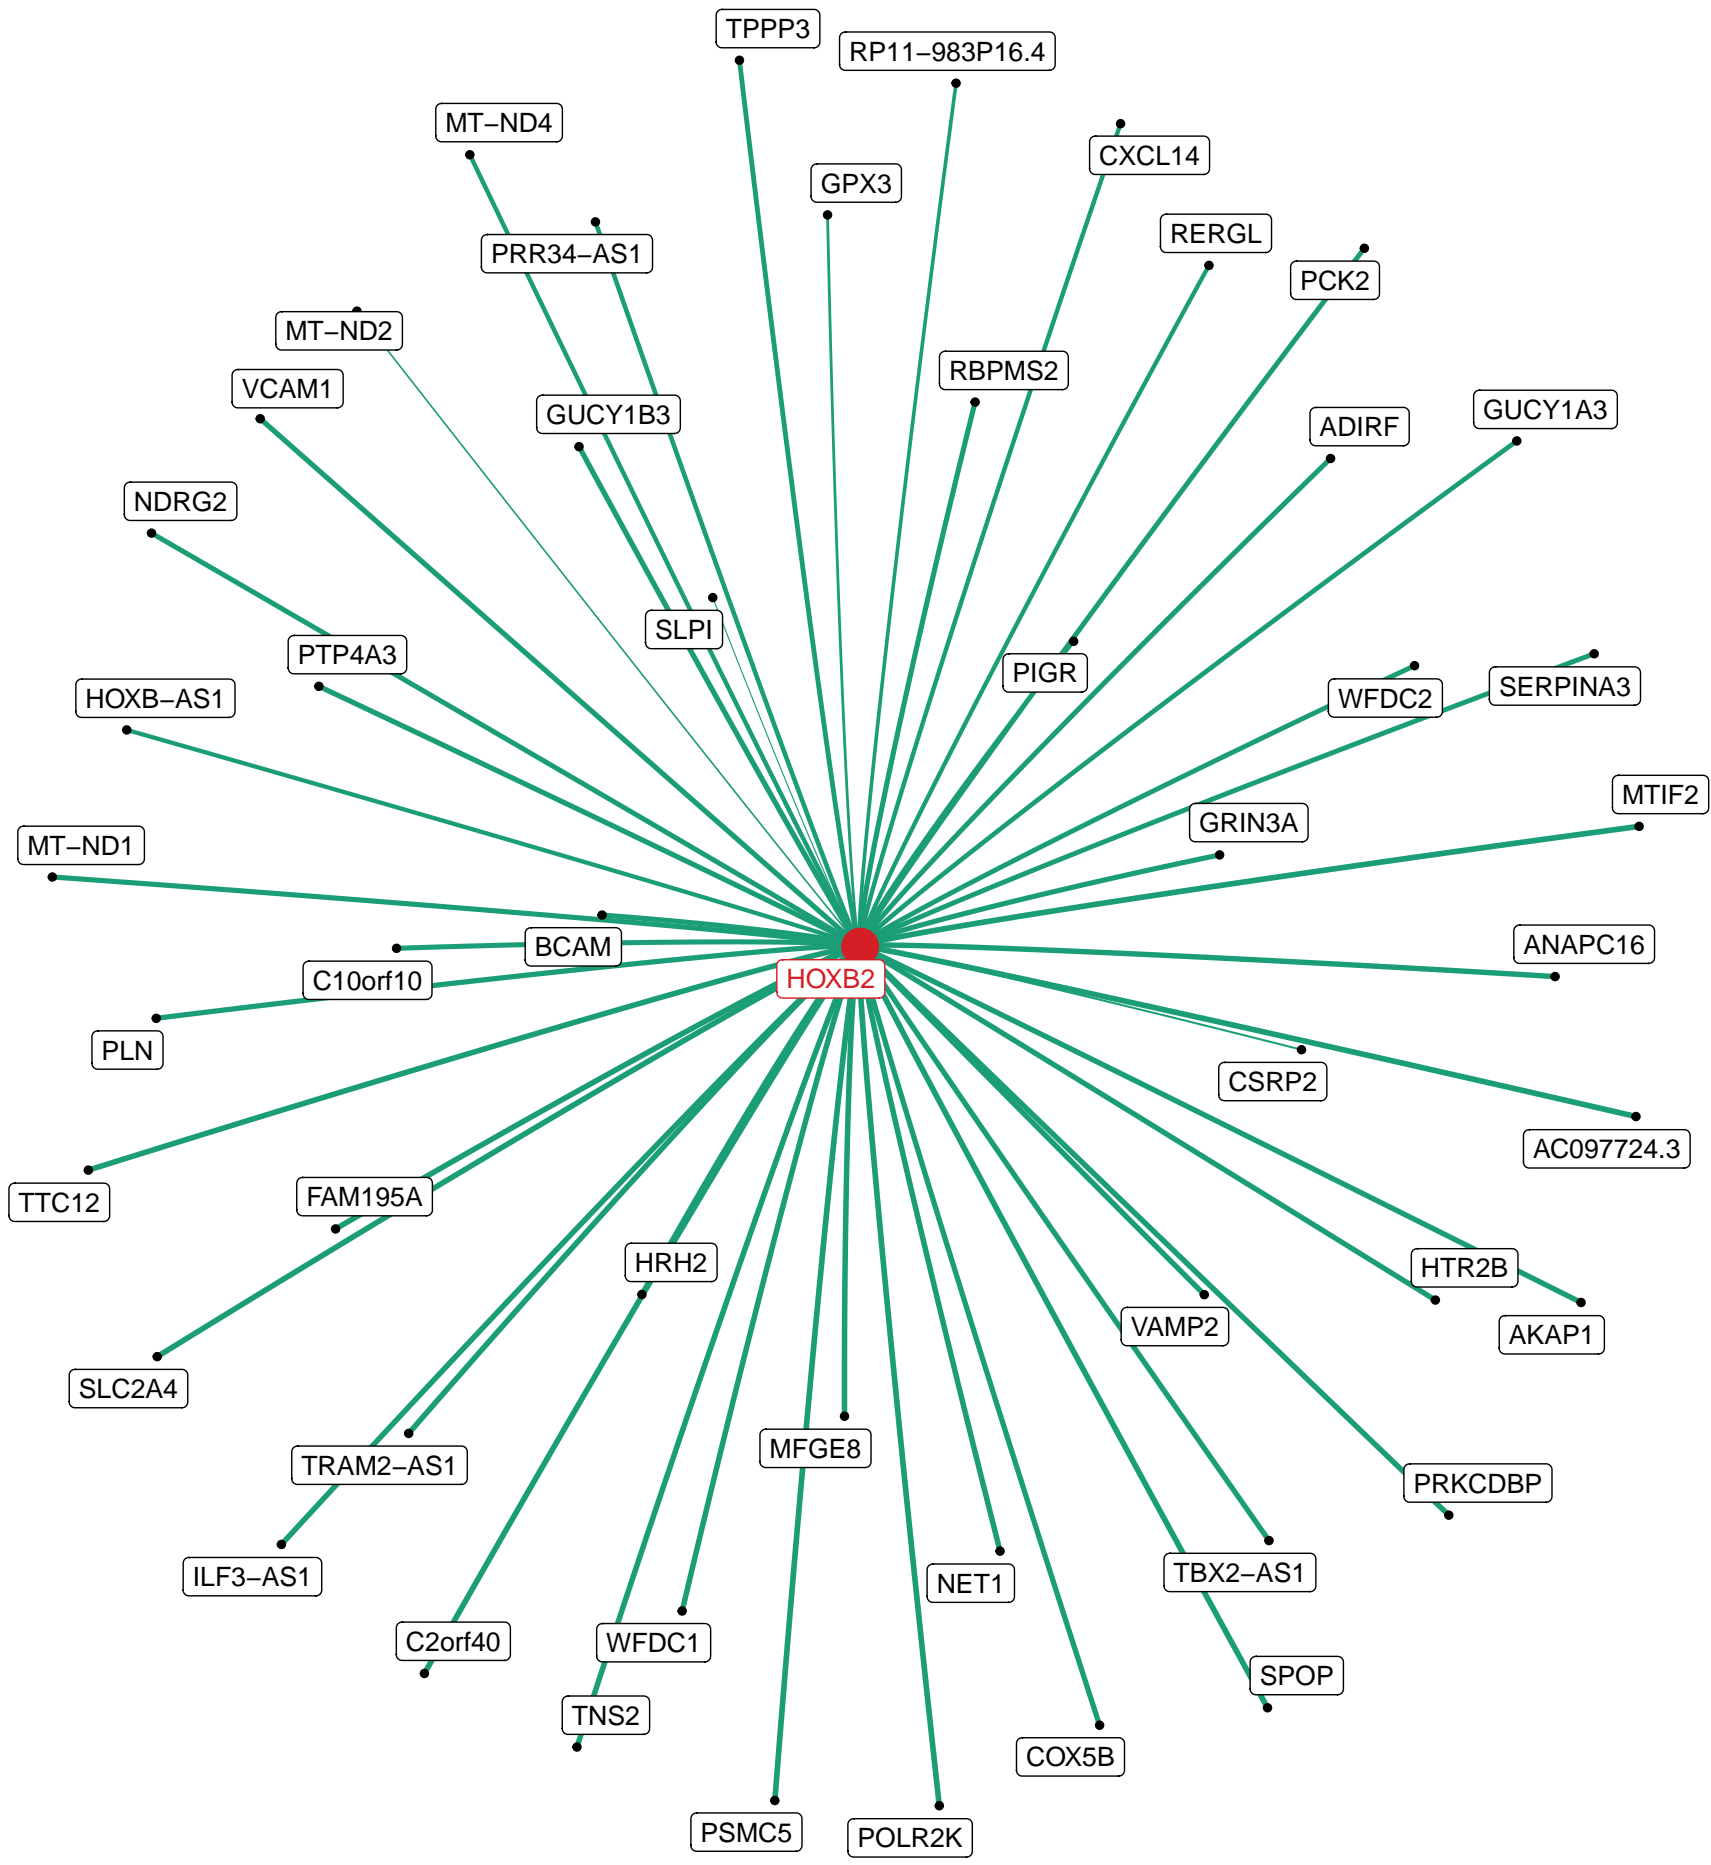 TPPP3
RP11−983P16.4
MT−ND4
CXCL14
GPX3
RERGL
PRR34−AS1
PCK2
MT−ND2
RBPMS2
VCAM1
GUCY1B3
GUCY1A3
ADIRF
NDRG2
SLPI
PTP4A3
PIGR
SERPINA3
HOXB−AS1
WFDC2
MTIF2
GRIN3A
MT−ND1
ANAPC16
BCAM
C10orf10
HOXB2
PLN
CSRP2
AC097724.3
FAM195A
TTC12
HRH2
HTR2B
VAMP2
AKAP1
SLC2A4
MFGE8
TRAM2−AS1
PRKCDBP
TBX2−AS1
ILF3−AS1
NET1
C2orf40
WFDC1
SPOP
TNS2
COX5B
PSMC5
POLR2K